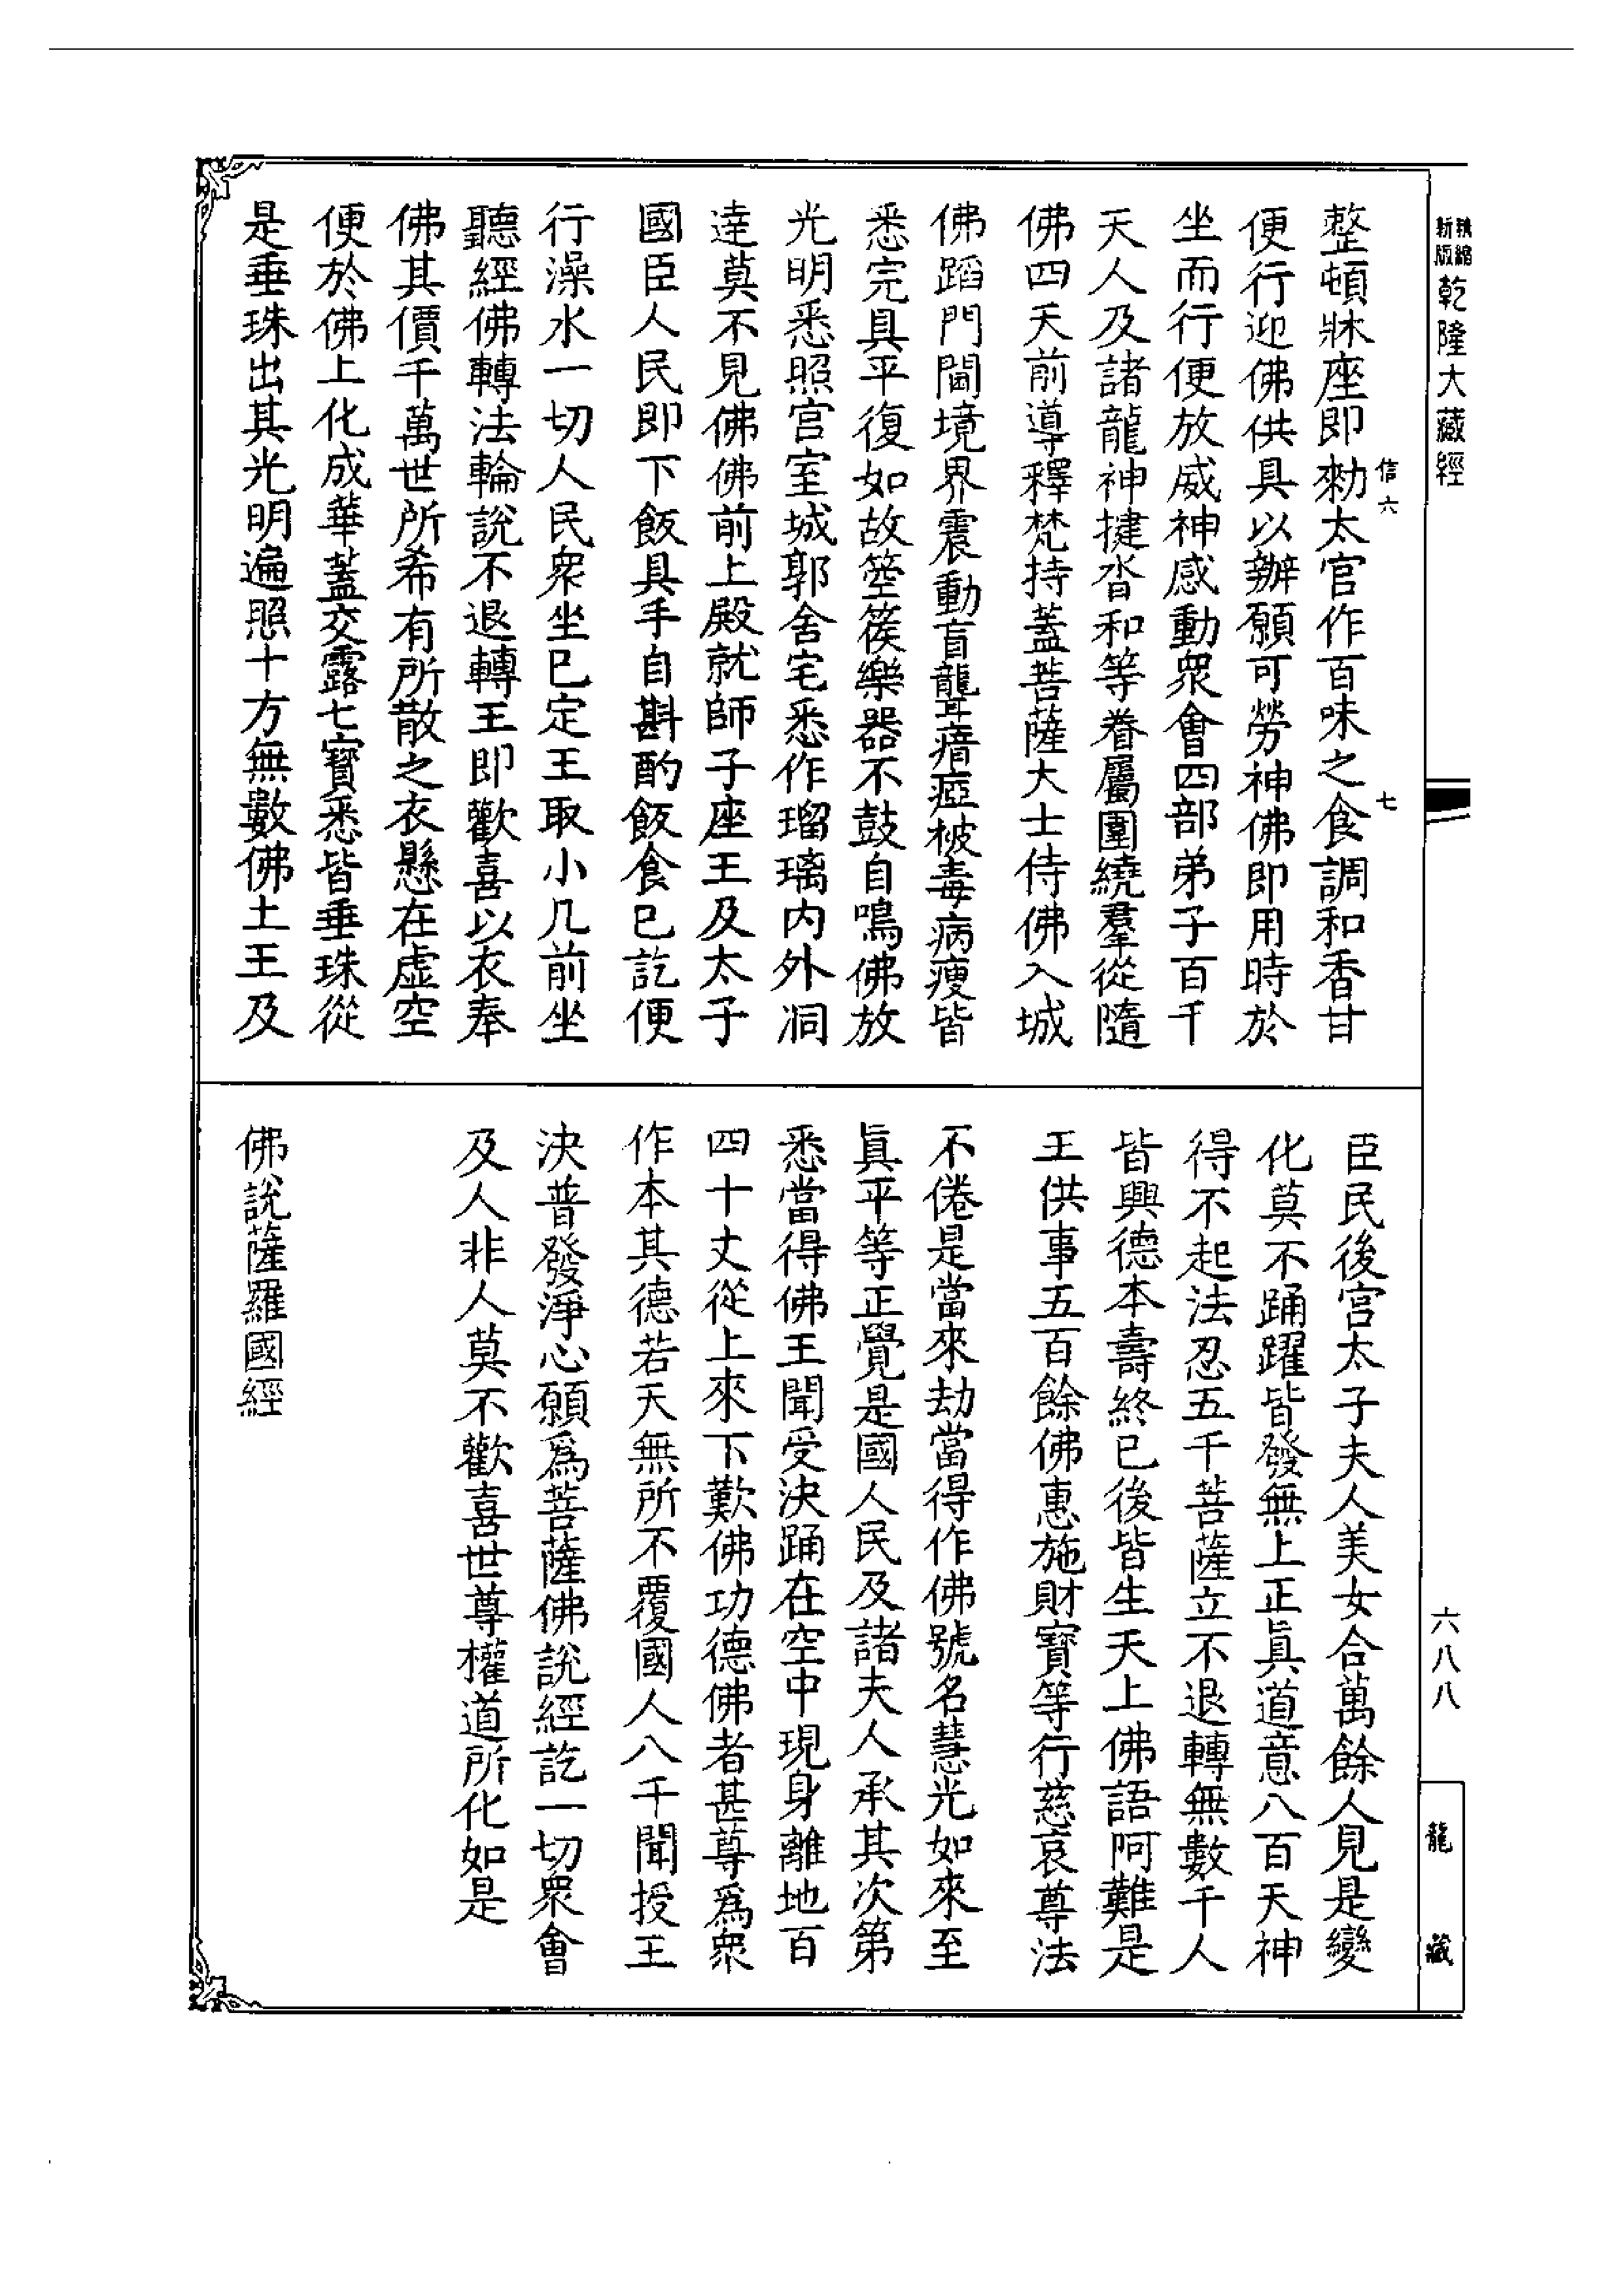 新版
縮
乾隆大藏經
信六
七
整頓牀座即勑太官作百味之食調和香甘
便行迎佛供具以辦願可勞神佛即用時於
坐而行便放威神感動衆會四部弟子百千
天人及諸龍神揵沓和等眷屬圍繞羣從隨
佛四天前導釋梵持蓋菩薩大士侍佛入城
佛蹈門閫境界震動盲聾瘖瘂被毒病瘦皆
悉完具平復如故箜篌樂器不鼓自鳴佛放
光明悉照宫室城郭舍宅悉作瑠璃内外洞
達莫不見佛佛前上殿就師子座王及太子
國臣人民即下飯具手自斟酌飯食已訖便
行澡水一切人民衆坐已定王取小几前坐
聽經佛轉法輪說不退轉王即歡喜以衣奉
佛其價千萬世所希有所散之衣懸在虛空
便於佛上化成華蓋交露七寳悉皆垂珠從
是垂珠出其光明遍照十方無數佛土王及
臣民後宫太子夫人美女合萬餘人見是變
化莫不踊躍皆發無上正眞道意八百天神
得不起法忍五千菩薩立不退轉無數千人
皆興德本壽終已後皆生天上佛語阿難是
王供事五百餘佛惠施財寳等行慈哀尊法
不倦是當來劫當得作佛號名慧光如來至
眞平等正覺是國人民及諸夫人承其次第
悉當得佛王聞受決踊在空中現身離地百
四十丈從上來下歎佛功德佛者甚尊爲衆
作本其德若天無所不覆國人八千聞授王
決普發淨心願爲菩薩佛說經訖一切衆會
及人非人莫不歡喜世尊權道所化如是
佛說薩羅國經
六八八
龍藏